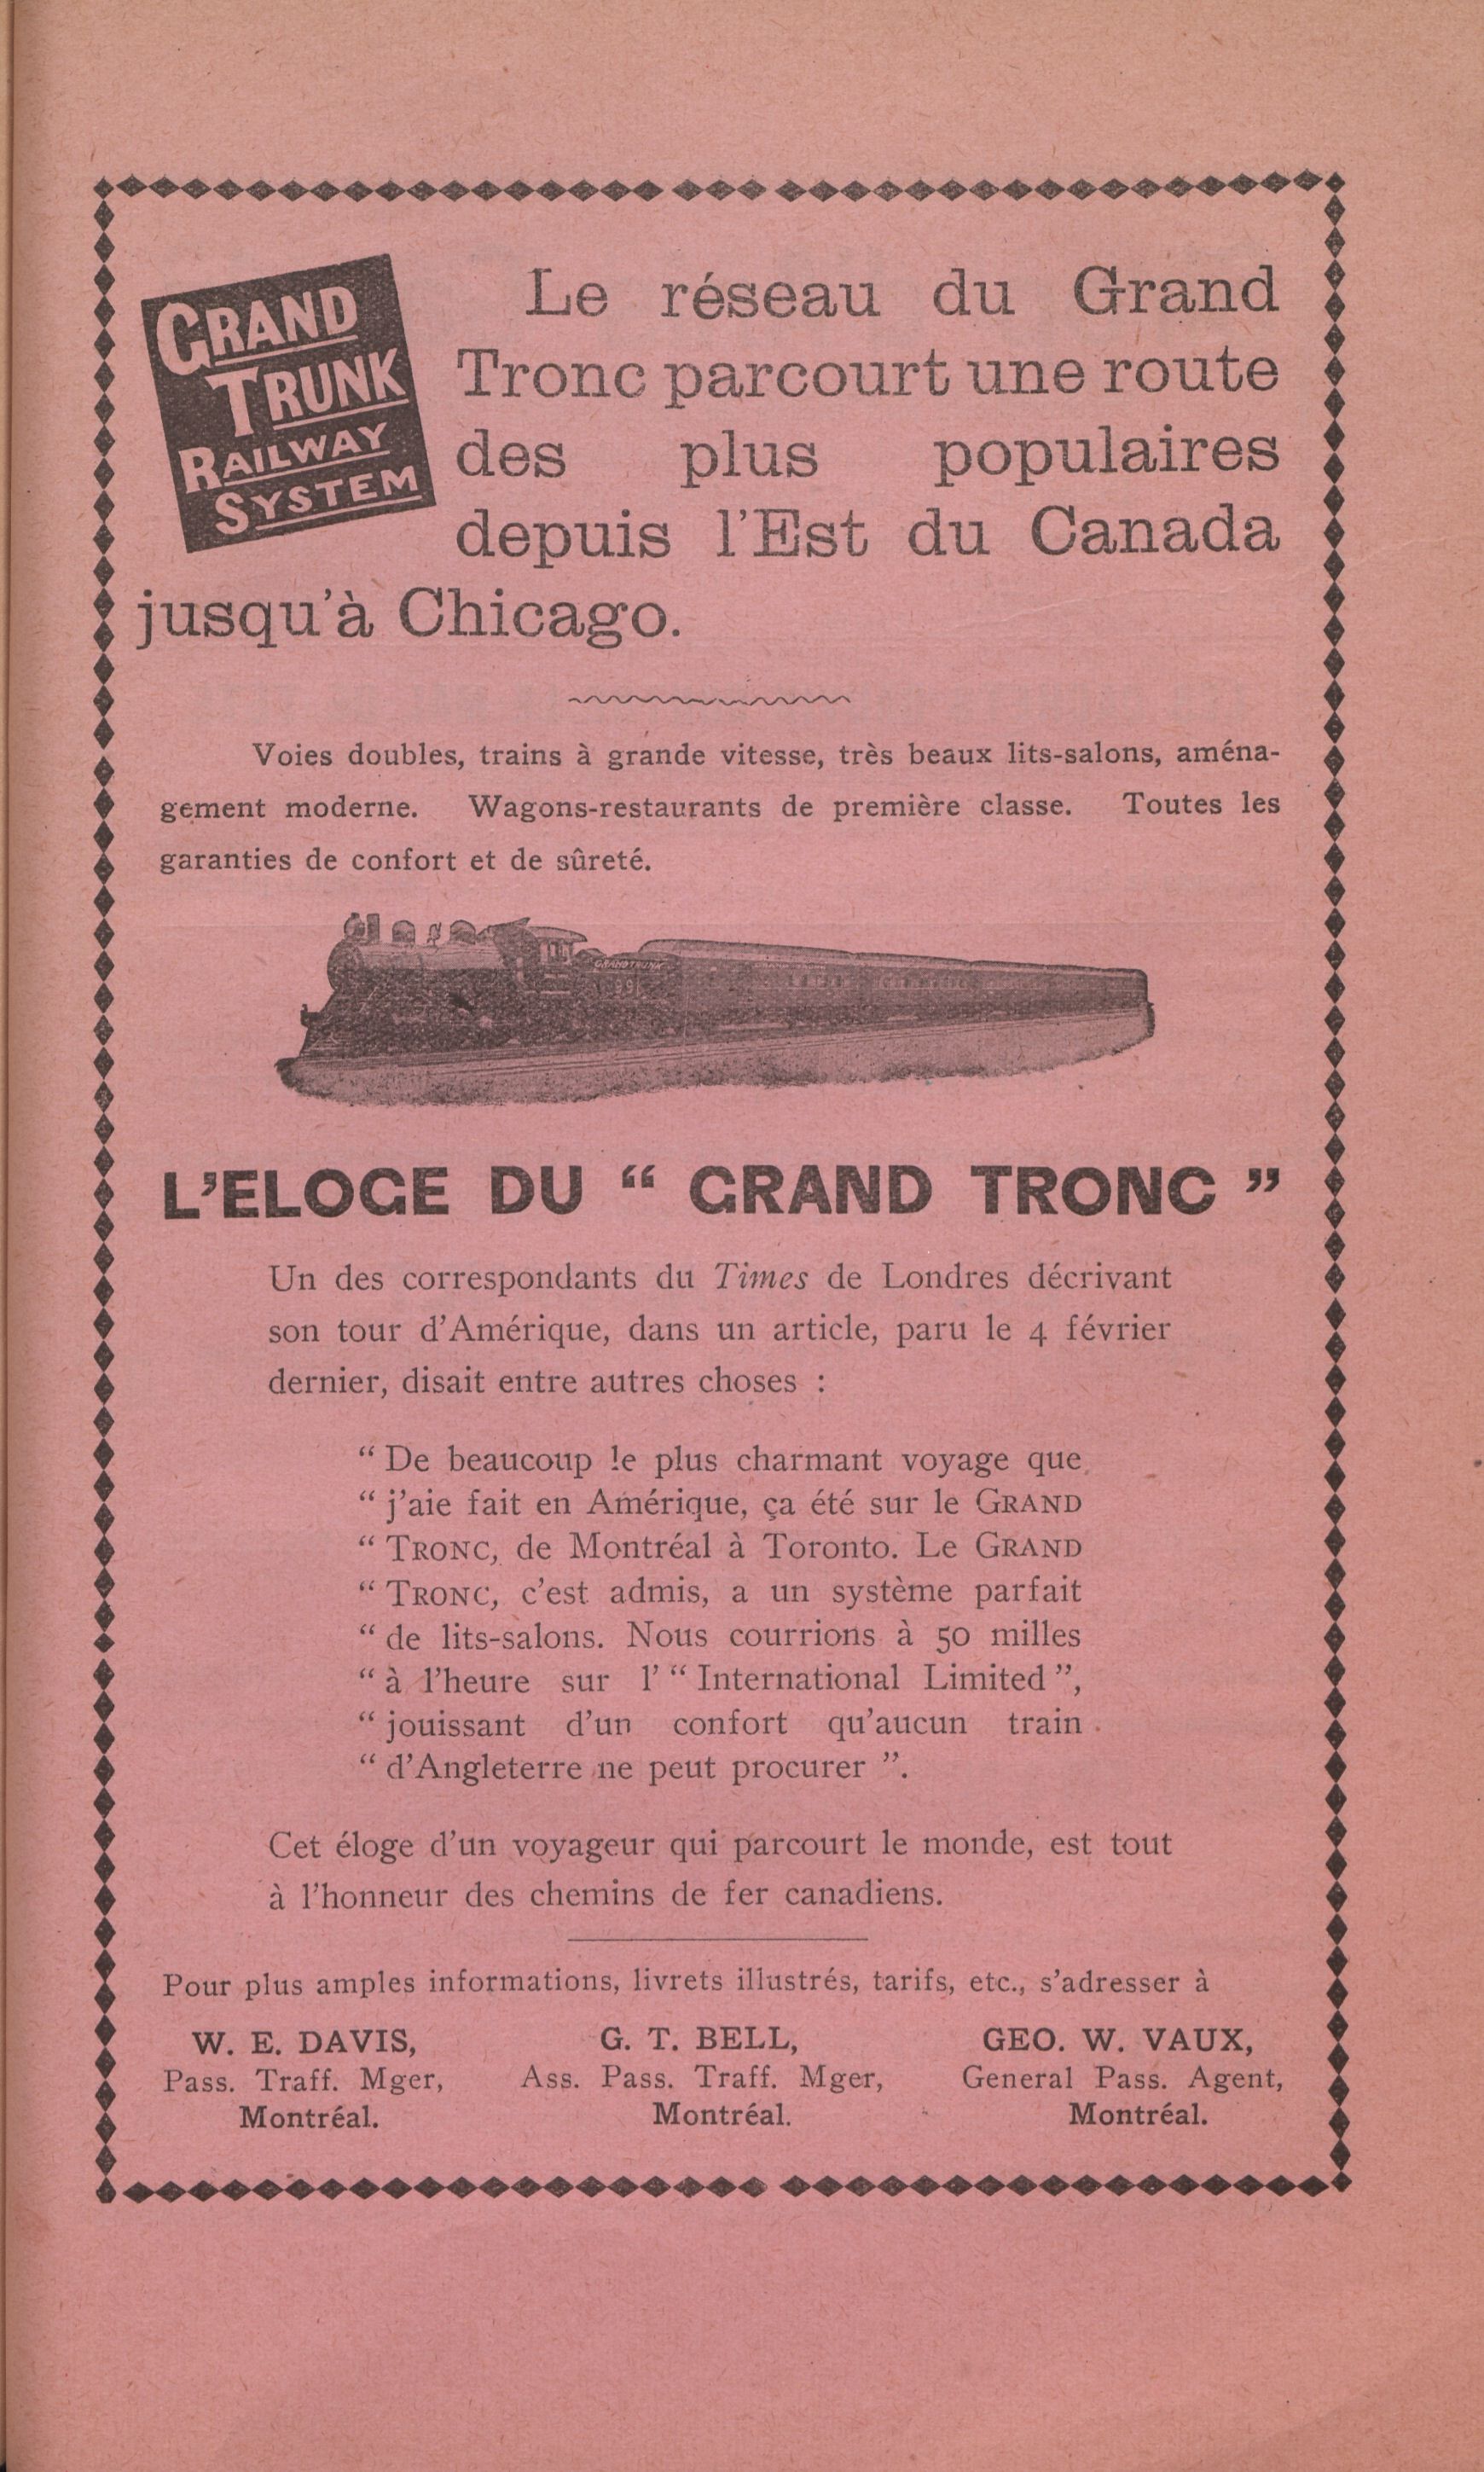 GRAND
TRUNK
RAILWAY
SYSTEM
Le réseau du Grand
Tronc parcourt une route
des plus populaires
depuis l'Est du Canada
jusqu'à Chicago.
Voies doubles, trains à grande vitesse, très beaux lits-salons, aména-
gement moderne. Wagons-restaurants de première classe. Toutes les
garanties de confort et de sûreté.
GRAND TRUNK
L'ELOGE DU “ GRAND TRONC ”
Un des correspondants du Times de Londres décrivant
son tour d'Amérique, dans un article, paru le 4 février
dernier, disait entre autres choses :
“ De beaucoup le plus charmant voyage que
“ j'aie fait en Amérique, ça été sur le GRAND
“ TRONC, de Montréal à Toronto. Le GRAND
“ TRONC, c'est admis, a un système parfait
“ de lits-salons. Nous courrions à 50 milles
“ à l'heure sur l' “ International Limited ”,
“ jouissant d'un confort qu'aucun train
“ d'Angleterre ne peut procurer ”.
Cet éloge d'un voyageur qui parcourt le monde, est tout
à l'honneur des chemins de fer canadiens.
Pour plus amples informations, livrets illustrés, tarifs, etc., s'adresser à
W. E. DAVIS, G. T. BELL, GEO. W. VAUX,
Pass. Traff. Mger, Ass. Pass. Traff. Mger, General Pass. Agent,
Montréal. Montréal. Montréal.